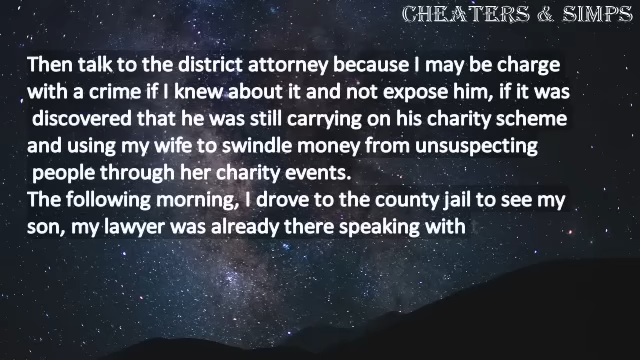 CHEATERS & SIMPS
Then talk to the district attorney because I may be charge
with a crime if I knew about it and not expose him, if it was
discovered that he was still carrying on his charity scheme
and using my wife to swindle money from unsuspecting
people through her charity events.
The following morning, I drove to the county jail to see my
son, my lawyer was already there speaking with